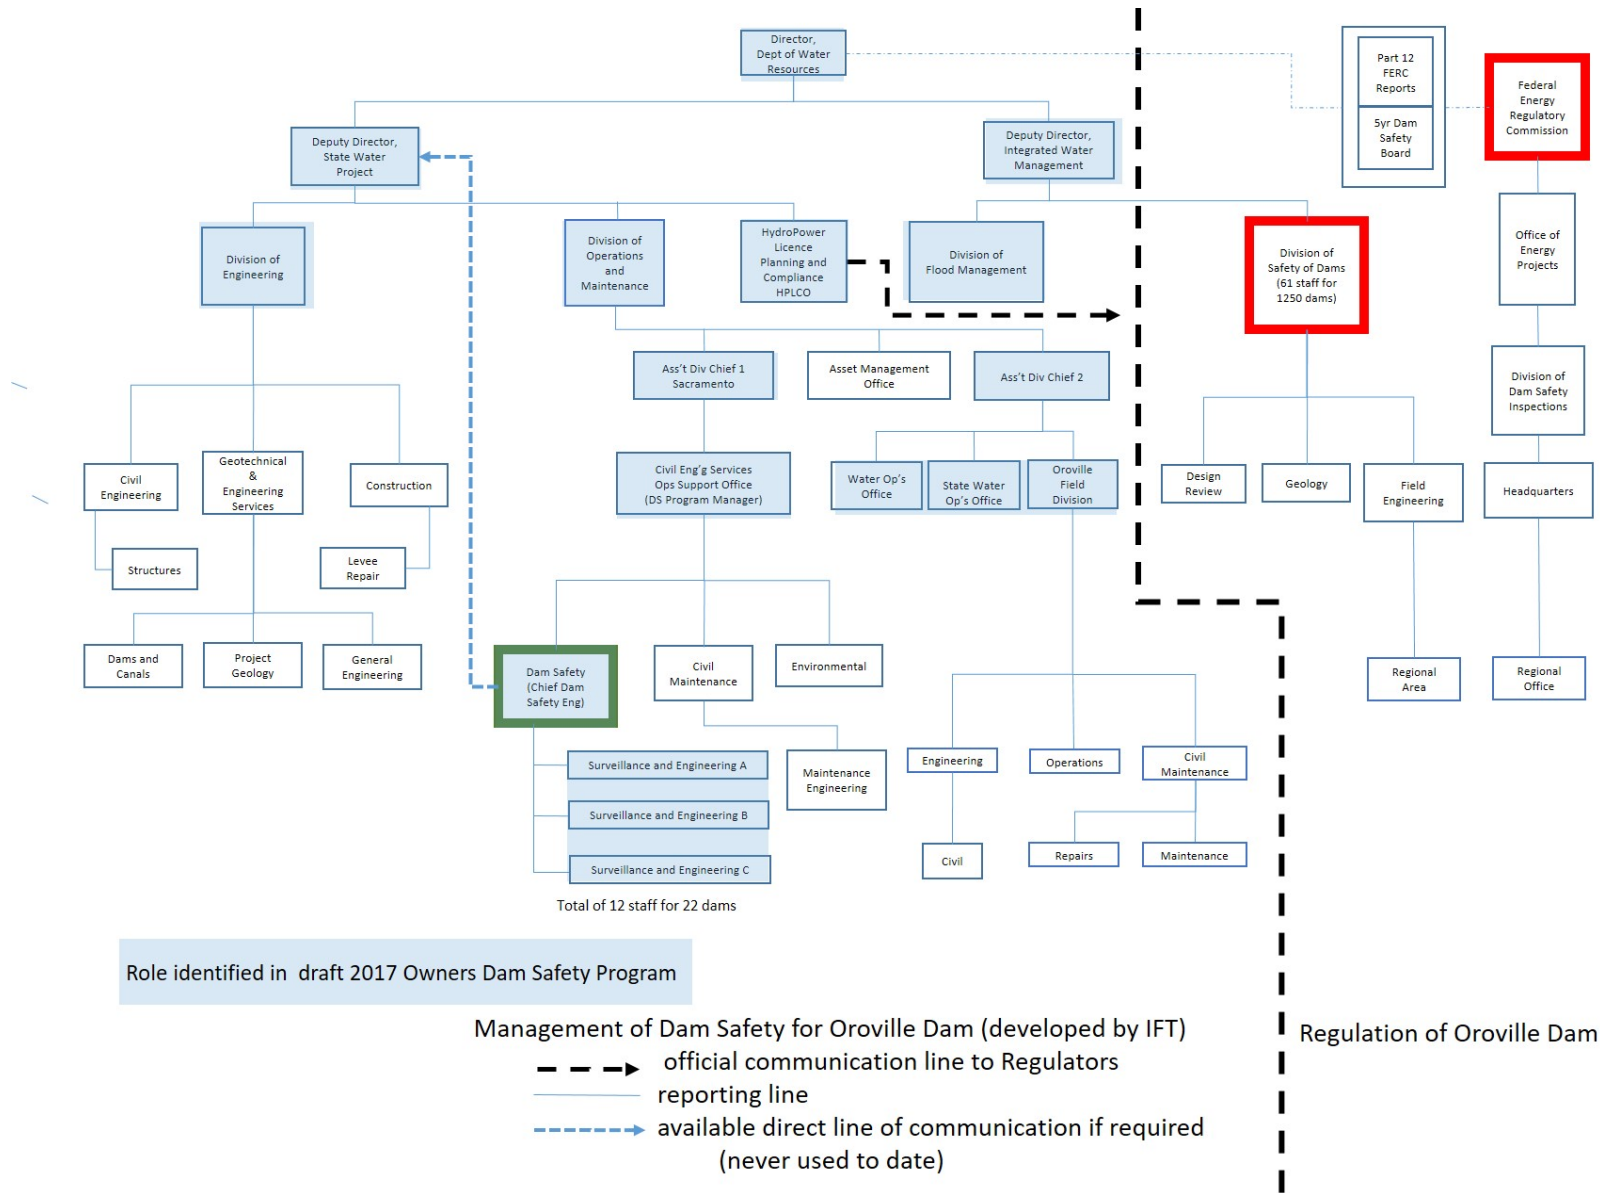 Director,
Dept of Water
Resources
Part 12
FERC
Reports
5yr Dam
Safety
Board
Federal
Energy
Regulatory
Commission
Deputy Director,
State Water
Project
Deputy Director,
Integrated Water
Management
Division of
Engineering
Division of
Operations
and
Maintenance
HydroPower
Licence
Planning and
Compliance
HPLCO
Division of
Flood Management
Division of
Safety of Dams
(61 staff for
1250 dams)
Office of
Energy
Projects
Ass't Div Chief 1
Sacramento
Asset Management
Office
Ass't Div Chief 2
Division of
Dam Safety
Inspections
Civil
Engineering
Geotechnical
&
Engineering
Services
Construction
Civil Eng'g Services
Ops Support Office
(DS Program Manager)
Water Op's
Office
State Water
Op's Office
Oroville
Field
Division
Design
Review
Geology
Field
Engineering
Headquarters
Structures
Levee
Repair
Dams and
Canals
Project
Geology
General
Engineering
Dam Safety
(Chief Dam
Safety Eng)
Civil
Maintenance
Environmental
Regional
Area
Regional
Office
Surveillance and Engineering A
Surveillance and Engineering B
Surveillance and Engineering C
Maintenance
Engineering
Engineering
Operations
Civil
Maintenance
Civil
Repairs
Maintenance
Total of 12 staff for 22 dams
Role identified in draft 2017 Owners Dam Safety Program
Management of Dam Safety for Oroville Dam (developed by IFT)
Regulation of Oroville Dam
official communication line to Regulators
reporting line
available direct line of communication if required
(never used to date)